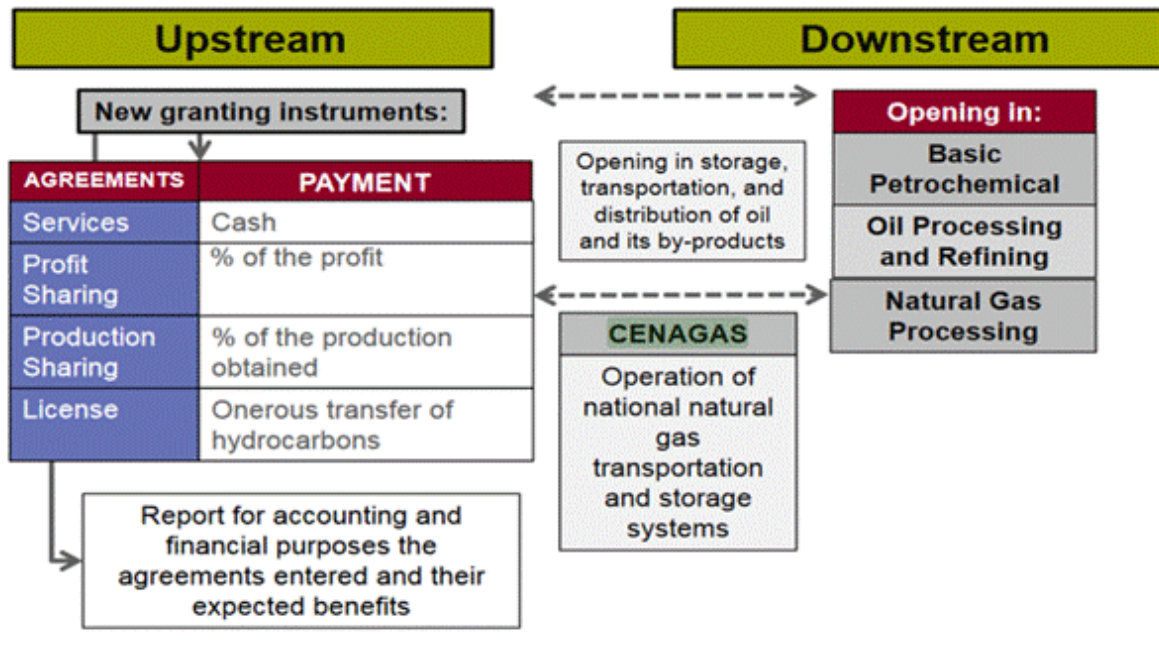 Upstream
Downstream
New granting instruments:
AGREEMENTS
PAYMENT
Services
Cash
Profit
Sharing
% of the profit
Production
Sharing
% of the production
obtained
License
Onerous transfer of
hydrocarbons
Report for accounting and
financial purposes the
agreements entered and their
expected benefits
Opening in storage,
transportation, and
distribution of oil
and its by-products
CENAGAS
Operation of
national natural
gas
transportation
and storage
systems
Opening in:
Basic
Petrochemical
Oil Processing
and Refining
Natural Gas
Processing